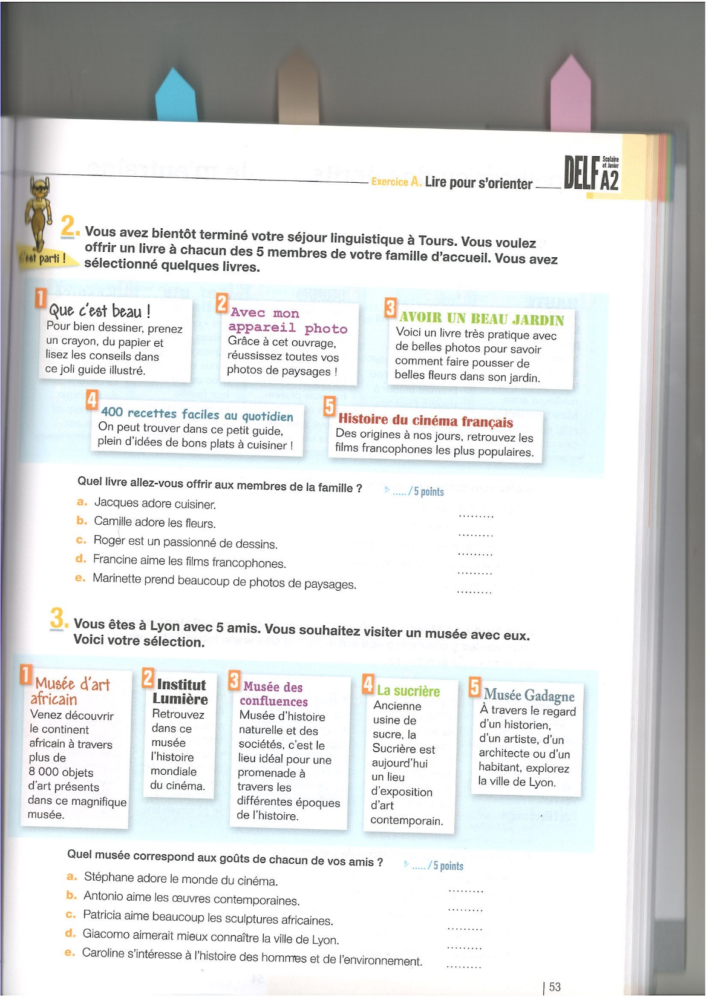 DELF Scolaire et Junior A2
Exercice A. Lire pour s'orienter
C'est parti !
2. Vous avez bientôt terminé votre séjour linguistique à Tours. Vous voulez
offrir un livre à chacun des 5 membres de votre famille d'accueil. Vous avez
sélectionné quelques livres.
1
Que c'est beau !
Pour bien dessiner, prenez
un crayon, du papier et
lisez les conseils dans
ce joli guide illustré.
2
Avec mon
appareil photo
Grâce à cet ouvrage,
réussissez toutes vos
photos de paysages !
3
AVOIR UN BEAU JARDIN
Voici un livre très pratique avec
de belles photos pour savoir
comment faire pousser de
belles fleurs dans son jardin.
4
400 recettes faciles au quotidien
On peut trouver dans ce petit guide,
plein d'idées de bons plats à cuisiner !
5
Histoire du cinéma français
Des origines à nos jours, retrouvez les
films francophones les plus populaires.
Quel livre allez-vous offrir aux membres de la famille ? ..... / 5 points
a. Jacques adore cuisiner. .........
b. Camille adore les fleurs. .........
c. Roger est un passionné de dessins. .........
d. Francine aime les films francophones. .........
e. Marinette prend beaucoup de photos de paysages. .........
3. Vous êtes à Lyon avec 5 amis. Vous souhaitez visiter un musée avec eux.
Voici votre sélection.
1
Musée d'art
africain
Venez découvrir
le continent
africain à travers
plus de
8 000 objets
d'art présents
dans ce magnifique
musée.
2
Institut
Lumière
Retrouvez
dans ce
musée
l'histoire
mondiale
du cinéma.
3
Musée des
confluences
Musée d'histoire
naturelle et des
sociétés, c'est le
lieu idéal pour une
promenade à
travers les
différentes époques
de l'histoire.
4
La sucrière
Ancienne
usine de
sucre, la
Sucrière est
aujourd'hui
un lieu
d'exposition
d'art
contemporain.
5
Musée Gadagne
À travers le regard
d'un historien,
d'un artiste, d'un
architecte ou d'un
habitant, explorez
la ville de Lyon.
Quel musée correspond aux goûts de chacun de vos amis ? ..... / 5 points
a. Stéphane adore le monde du cinéma. .........
b. Antonio aime les œuvres contemporaines. .........
c. Patricia aime beaucoup les sculptures africaines. .........
d. Giacomo aimerait mieux connaître la ville de Lyon. .........
e. Caroline s'intéresse à l'histoire des hommes et de l'environnement. .........
| 53